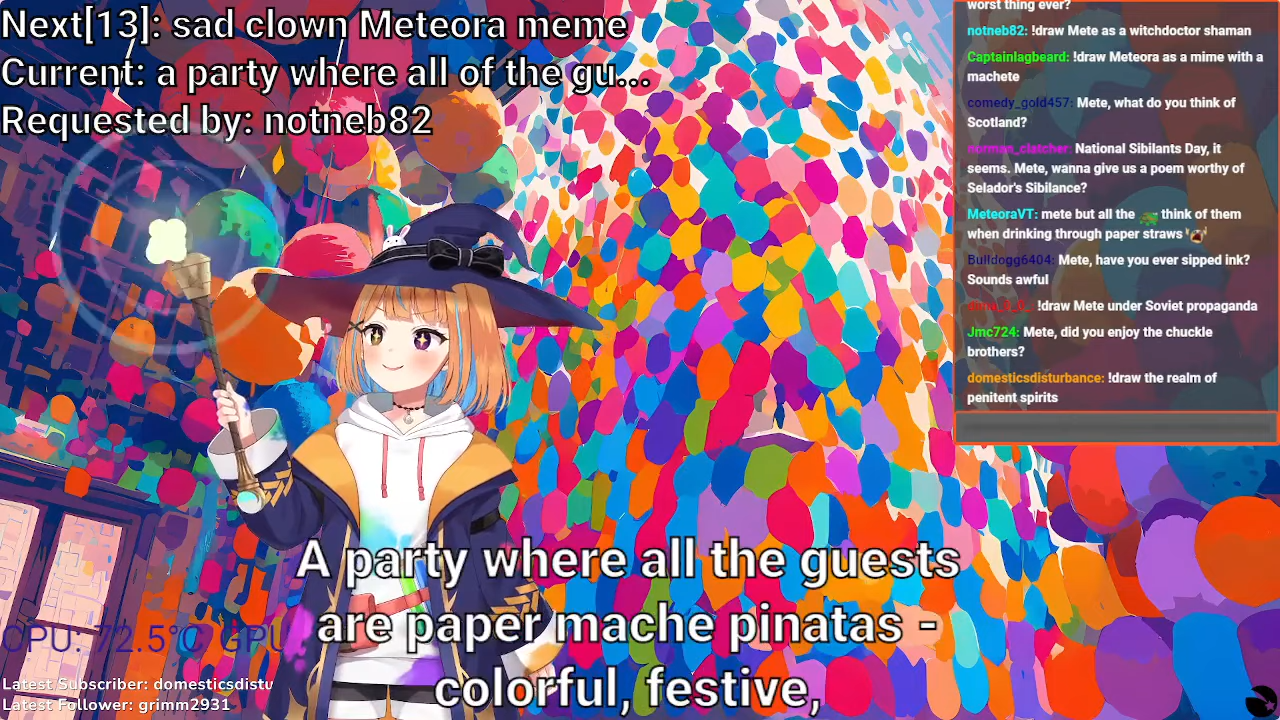 Next[13]: sad clown Meteora meme
Current: a party where all of the gu...
Requested by: notneb82
worst thing ever?
notneb82: !draw Mete as a witchdoctor shaman
Captainlagbeard: !draw Meteora as a mime with a
machete
comedy_gold457: Mete, what do you think of
Scotland?
norman_clatcher: National Sibilants Day, it
seems. Mete, wanna give us a poem worthy of
Selador's Sibilance?
MeteoraVT: mete but all the think of them
when drinking through paper straws
Bulldogg6404: Mete, have you ever sipped ink?
Sounds awful
!draw Mete under Soviet propaganda
Jmc724: Mete, did you enjoy the chuckle
brothers?
domesticsdisturbance: !draw the realm of
penitent spirits
A party where all the guests
are paper mache pinatas -
colorful, festive,
CPU: 72.5°C GPU
Latest Subscriber: domesticsdistu
Latest Follower: grimm2931